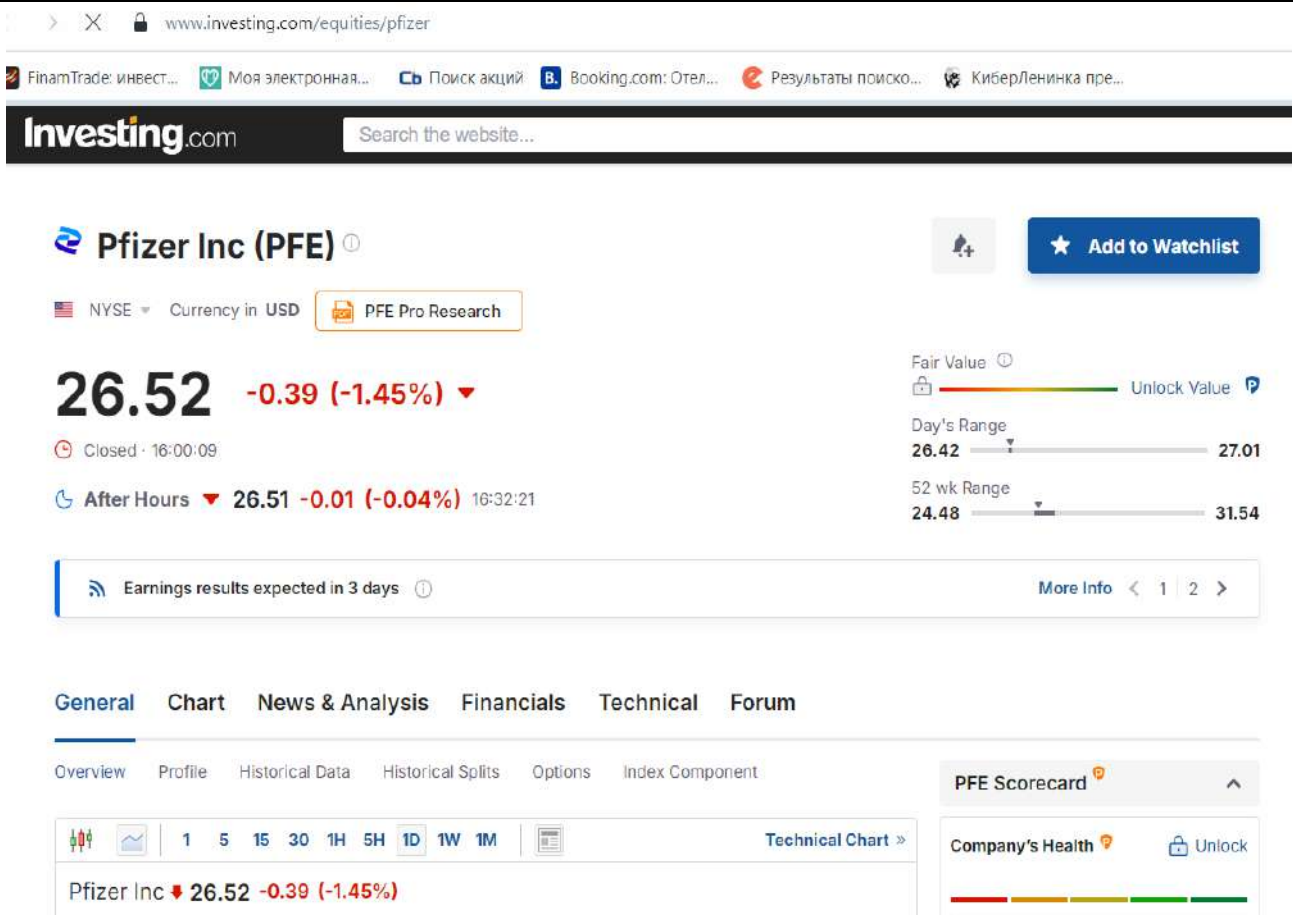 www.investing.com/equities/pfizer
FinamTrade: инвест... Моя электронная... Cb Поиск акций B. Booking.com: Отел... Результаты поиско... КиберЛенинка пре...
Investing.com Search the website...
Pfizer Inc (PFE)
Add to Watchlist
NYSE Currency in USD PDF PFE Pro Research
Fair Value
26.52 -0.39 (-1.45%)
Unlock Value
Day's Range
Closed · 16:00:09
26.42 27.01
After Hours 26.51 -0.01 (-0.04%) 16:32:21
52 wk Range
24.48 31.54
Earnings results expected in 3 days More Info < 1 2 >
General Chart News & Analysis Financials Technical Forum
Overview Profile Historical Data Historical Splits Options Index Component
PFE Scorecard
1 5 15 30 1H 5H 1D 1W 1M Technical Chart »
Company's Health Unlock
Pfizer Inc 26.52 -0.39 (-1.45%)